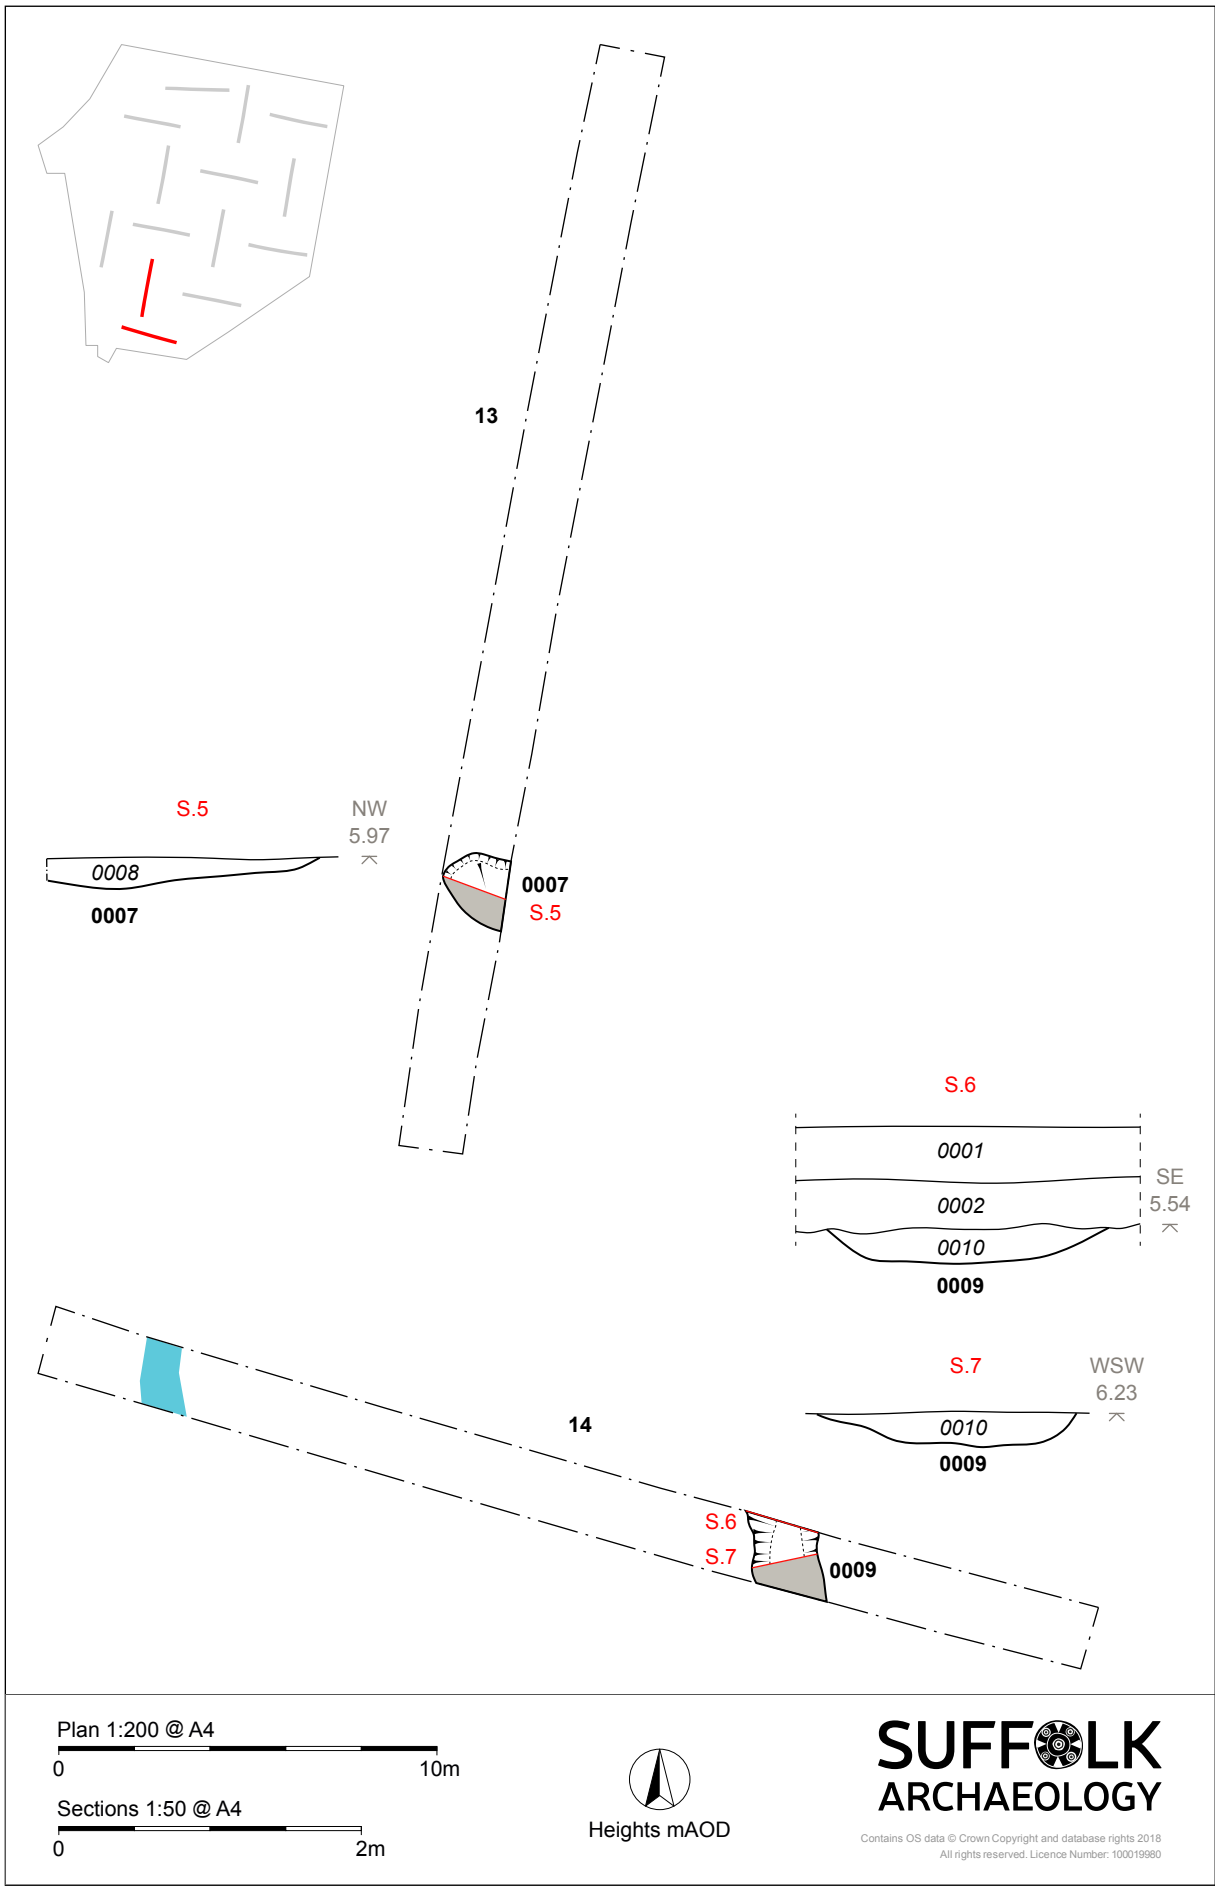 13
S.5
NW
5.97
0008
0007
0007
S.5
S.6
0001
0002
SE
5.54
0010
0009
S.7
WSW
6.23
0010
0009
14
S.6
S.7
0009
Plan 1:200 @ A4
0 10m
Sections 1:50 @ A4
0 2m
Heights mAOD
SUFFOLK
ARCHAEOLOGY
Contains OS data © Crown Copyright and database rights 2018
All rights reserved. Licence Number: 100019980